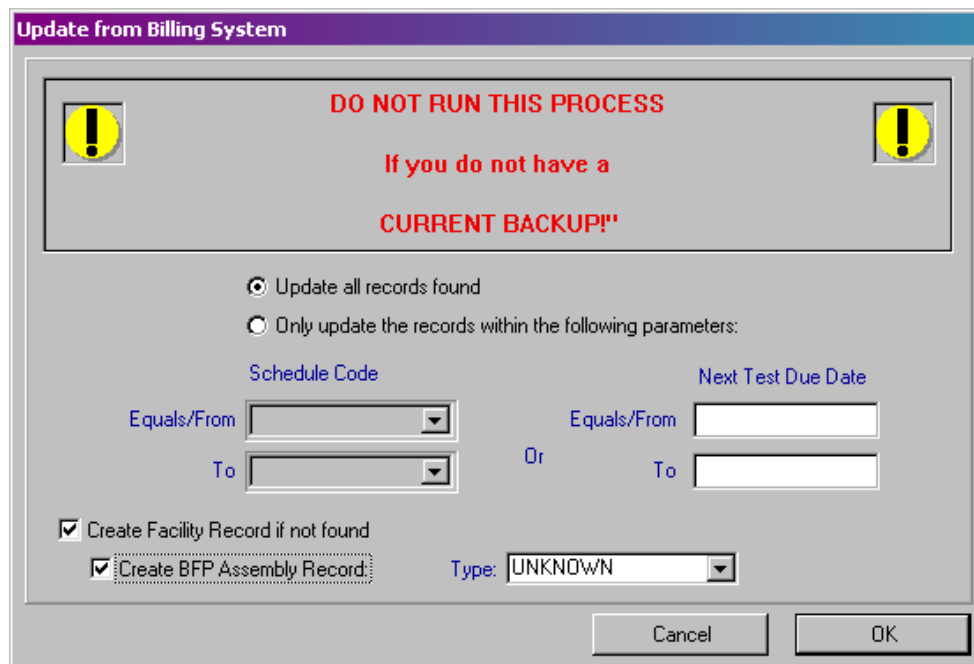 Update from Billing System
DO NOT RUN THIS PROCESS
If you do not have a
CURRENT BACKUP!"
Update all records found
Only update the records within the following parameters:
Schedule Code
Next Test Due Date
Equals/From
Equals/From
To
Or
To
Create Facility Record if not found
Create BFP Assembly Record:
Type: UNKNOWN
Cancel
OK